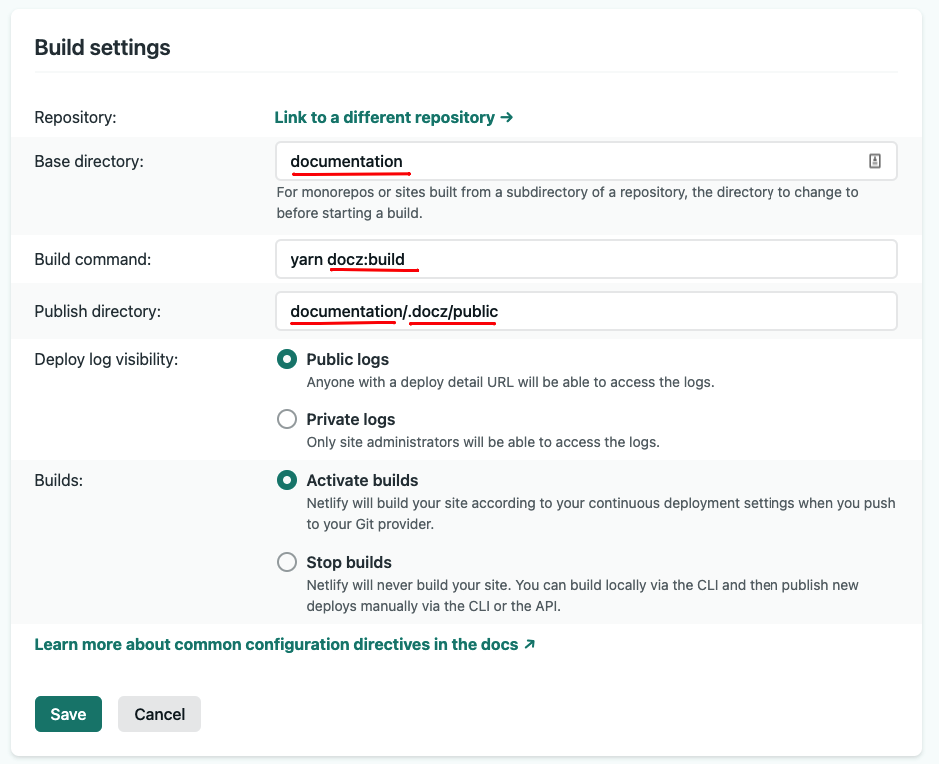 Build settings
Repository:
Link to a different repository →
Base directory:
documentation
For monorepos or sites built from a subdirectory of a repository, the directory to change to
before starting a build.
Build command:
yarn docz:build
Publish directory:
documentation/.docz/public
Deploy log visibility:
Public logs
Anyone with a deploy detail URL will be able to access the logs.
Private logs
Only site administrators will be able to access the logs.
Builds:
Activate builds
Netlify will build your site according to your continuous deployment settings when you push
to your Git provider.
Stop builds
Netlify will never build your site. You can build locally via the CLI and then publish new
deploys manually via the CLI or the API.
Learn more about common configuration directives in the docs ↗
Save
Cancel